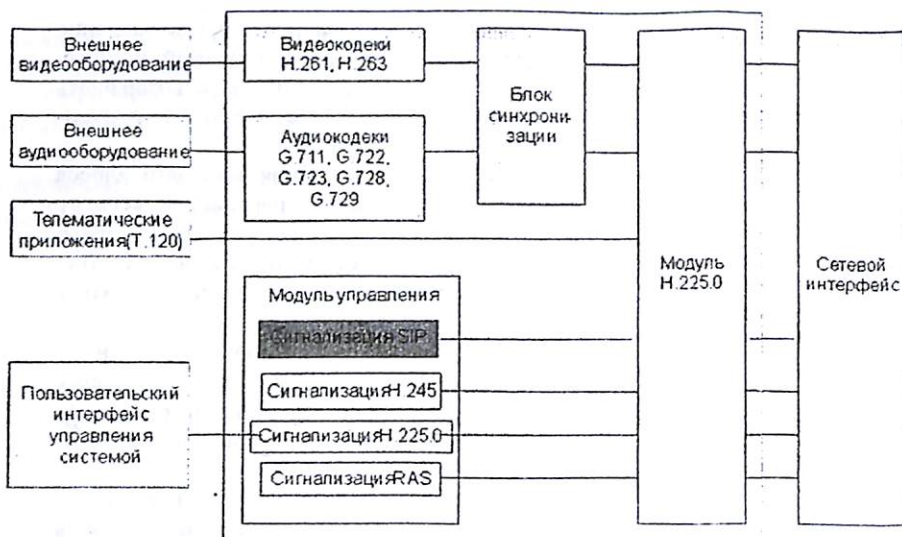 Внешнее
видеооборудование
Видеокодеки
H.261, H.263
Блок
синхрони-
зации
Внешнее
аудиооборудование
Аудиокодеки
G.711, G.722,
G.723, G.728,
G.729
Телематические
приложения(T.120)
Модуль
H.225.0
Сетевой
интерфейс
Модуль управления
Сигнализация SIP
Сигнализация H.245
Пользовательский
интерфейс
управления
системой
Сигнализация H.225.0
Сигнализация RAS